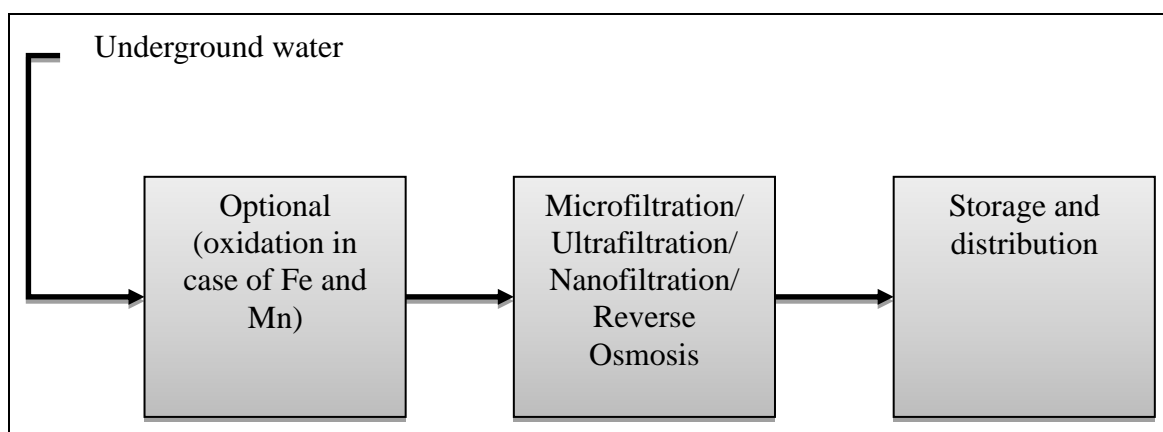 Underground water
Optional
(oxidation in
case of Fe and
Mn)
Microfiltration/
Ultrafiltration/
Nanofiltration/
Reverse
Osmosis
Storage and
distribution